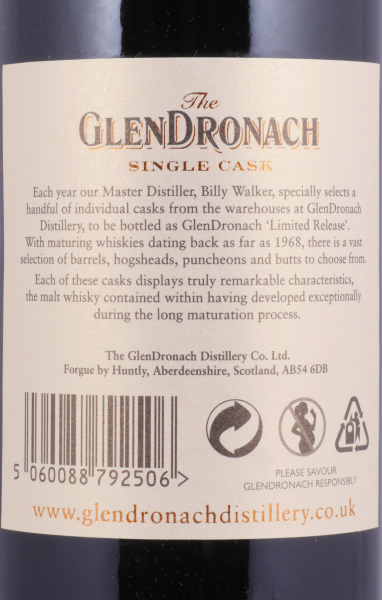 The
GLENDRONACH
SINGLE CASK
Each year our Master Distiller, Billy Walker, specially selects a
handful of individual casks from the warehouses at GlenDronach
Distillery, to be bottled as GlenDronach ‘Limited Release’.
With maturing whiskies dating back as far as 1968, there is a vast
selection of barrels, hogsheads, puncheons and butts to choose from.
Each of these casks displays truly remarkable characteristics,
the malt whisky contained within having developed exceptionally
during the long maturation process.
The GlenDronach Distillery Co. Ltd.
Forgue by Huntly, Aberdeenshire, Scotland, AB54 6DB
5 060088 792506 >
PLEASE SAVOUR
GLENDRONACH RESPONSIBLY
www.glendronachdistillery.co.uk